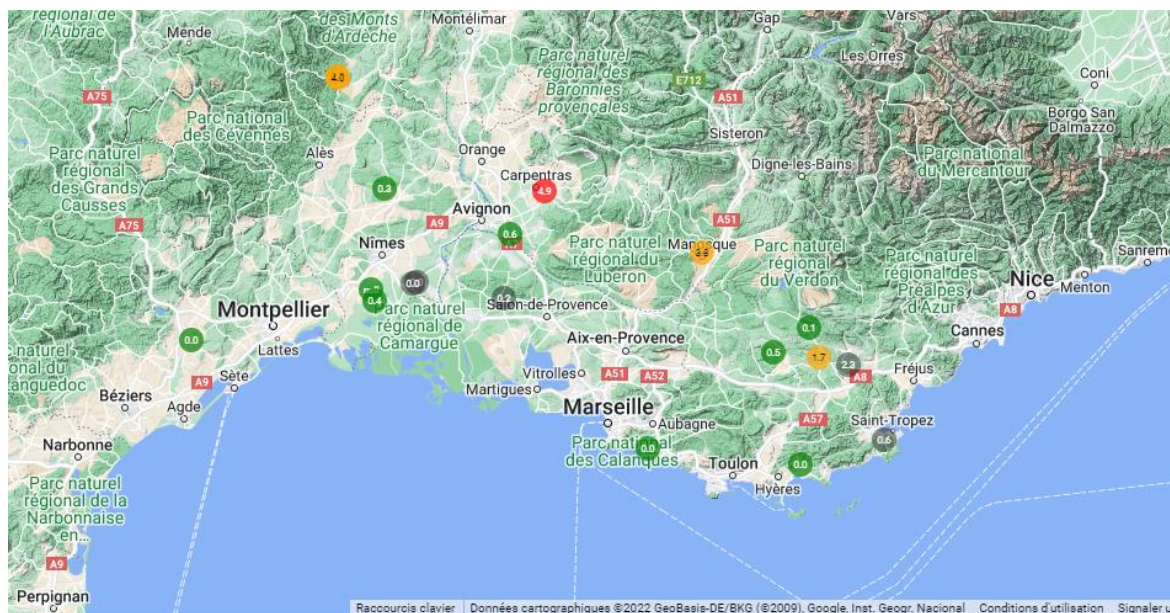 régional de
l'Aubrac
Mende
des Monts
d'Ardèche
Montélimar
Gap
Vars
Les Orres
Parc naturel
régional des
Baronnies
provençales
E712
A51
Coni
Borgo San
Dalmazzo
A75
4.0
Parc national
des Cévennes
Sisteron
Digne-les-Bains
Parc national
du Mercantour
Parc naturel
régional
des Grands
Causses
Alès
Orange
Carpentras
4.9
0.3
A75
A9
Avignon
0.6
A51
Nîmes
Manosque
3.8
Parc naturel
régional du
Luberon
Parc naturel
régional
du Verdon
Parc naturel
régional des
Préalpes
d'Azur
Sanremo
Nice
Menton
0.0
0.4
Salon-de-Provence
A8
Montpellier
Parc naturel
régional de
Camargue
Cannes
0.0
Lattes
Aix-en-Provence
0.1
0.5
1.7
2.3
A8
Fréjus
Sète
A9
Béziers
Agde
Vitrolles
Martigues
A51
A52
Marseille
Aubagne
A57
Saint-Tropez
0.6
Narbonne
Parc national
des Calanques
0.0
Toulon
0.0
Hyères
Parc naturel
régional de la
Narbonnaise
en…
A9
Perpignan
Raccourcis clavier
Données cartographiques ©2022 GeoBasis-DE/BKG (©2009), Google, Inst. Geogr. Nacional
Conditions d'utilisation
Signaler